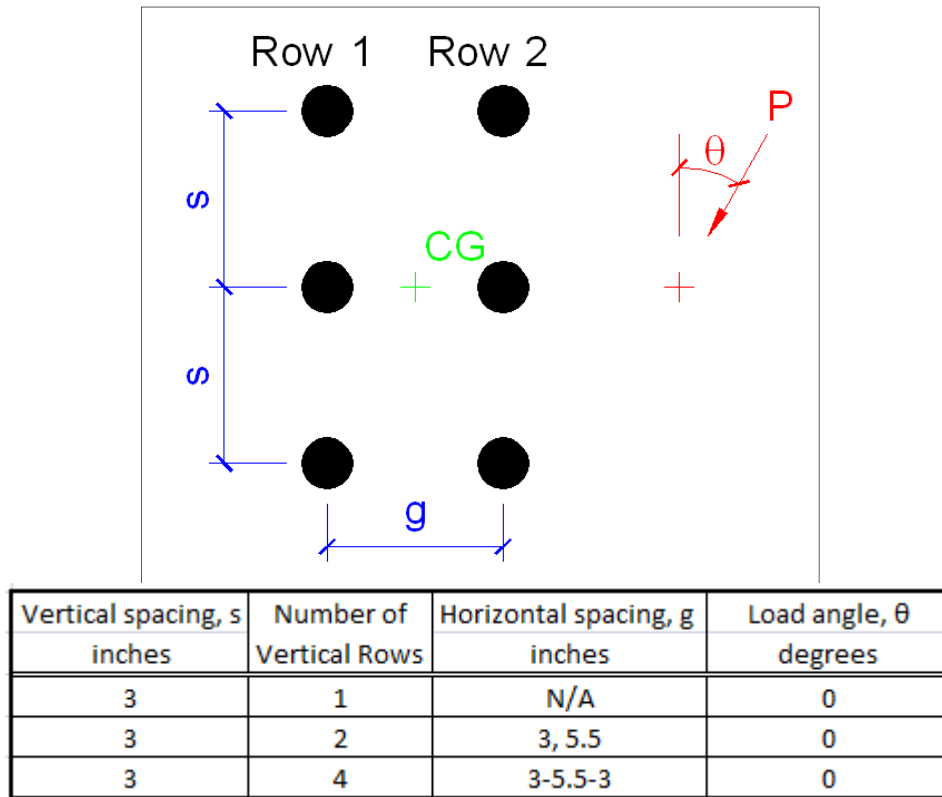 Row 1 Row 2
P
θ
s
CG
s
g
Vertical spacing, s inches
Number of Vertical Rows
Horizontal spacing, g inches
Load angle, θ degrees
3 1 N/A 0
3 2 3, 5.5 0
3 4 3-5.5-3 0